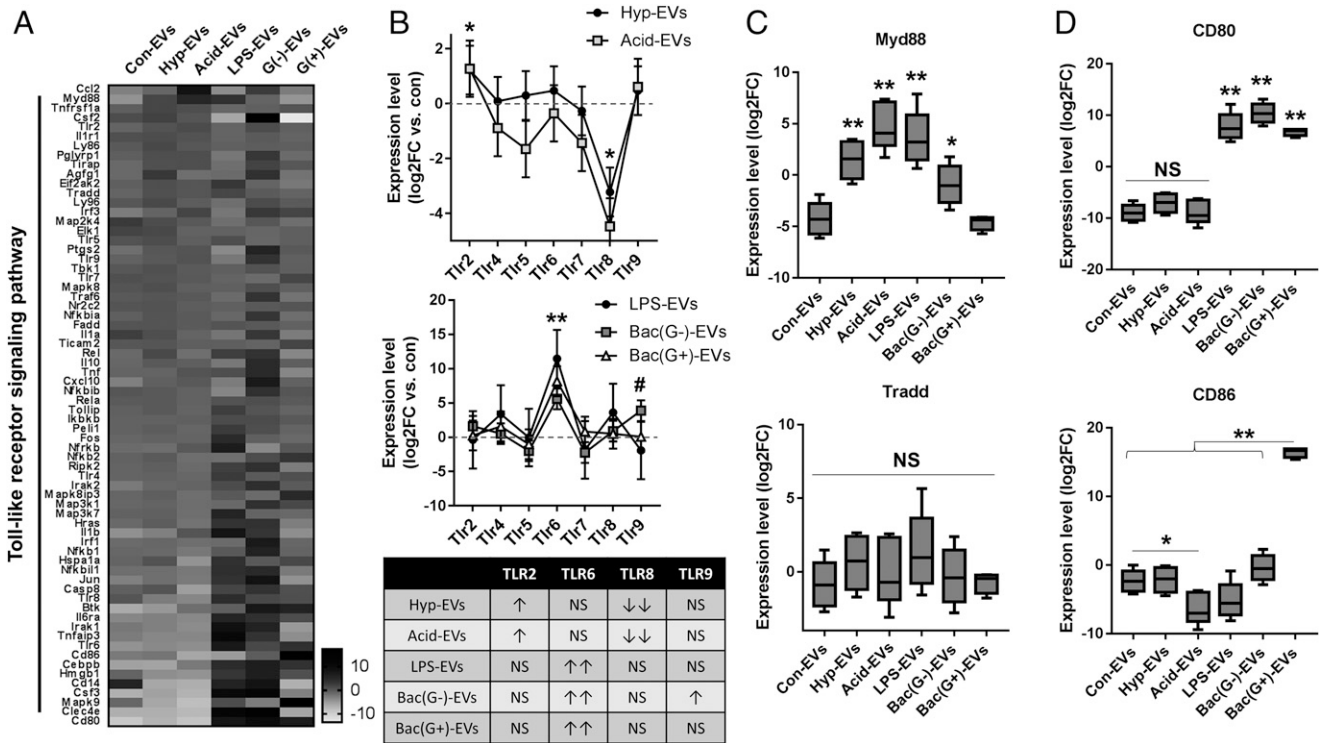 A
Con-EVs
Hyp-EVs
Acid-EVs
LPS-EVs
G(-)-EVs
G(+)-EVs
Toll-like receptor signaling pathway
Ccl2
Myd88
Tnfrsf1a
Csf2
Tlr2
Il1r1
Ly86
Pglyrp1
Tirap
Agfg1
Eif2ak2
Tradd
Ly96
Irf3
Map2k4
Elk1
Tlr5
Ptgs2
Tlr9
Tbk1
Tlr7
Mapk8
Traf6
Nr2c2
Nfkbia
Fadd
Il1a
Ticam2
Rel
Il10
Tnf
Cxcl10
Nfkbib
Rela
Tollip
Ikbkb
Peli1
Fos
Nfrkb
Nfkb2
Ripk2
Tlr4
Irak2
Mapk8ip3
Map3k1
Map3k7
Hras
Il1b
Irf1
Nfkb1
Hspa1a
Nfkbil1
Jun
Casp8
Tlr8
Btk
Il6ra
Irak1
Tnfaip3
Tlr6
Cd86
Cebpb
Hmgb1
Cd14
Csf3
Mapk9
Clec4e
Cd80
10
0
-10
B
Hyp-EVs
Acid-EVs
Expression level
(log2FC vs. con)
2
0
-2
-4
*
*
Tlr2
Tlr4
Tlr5
Tlr6
Tlr7
Tlr8
Tlr9
LPS-EVs
Bac(G-)-EVs
Bac(G+)-EVs
Expression level
(log2FC vs. con)
20
15
10
5
0
-5
-10
**
#
Tlr2
Tlr4
Tlr5
Tlr6
Tlr7
Tlr8
Tlr9
TLR2 TLR6 TLR8 TLR9
Hyp-EVs ↑ NS ↓↓ NS
Acid-EVs ↑ NS ↓↓ NS
LPS-EVs NS ↑↑ NS NS
Bac(G-)-EVs NS ↑↑ NS ↑
Bac(G+)-EVs NS ↑↑ NS NS
C
Myd88
Expression level (log2FC)
10
5
0
-5
-10
**
**
**
*
Con-EVs
Hyp-EVs
Acid-EVs
LPS-EVs
Bac(G-)-EVs
Bac(G+)-EVs
Tradd
Expression level (log2FC)
10
5
0
-5
NS
Con-EVs
Hyp-EVs
Acid-EVs
LPS-EVs
Bac(G-)-EVs
Bac(G+)-EVs
D
CD80
Expression level (log2FC)
20
10
0
-10
-20
NS
**
**
**
Con-EVs
Hyp-EVs
Acid-EVs
LPS-EVs
Bac(G-)-EVs
Bac(G+)-EVs
CD86
Expression level (log2FC)
20
10
0
-10
*
**
Con-EVs
Hyp-EVs
Acid-EVs
LPS-EVs
Bac(G-)-EVs
Bac(G+)-EVs